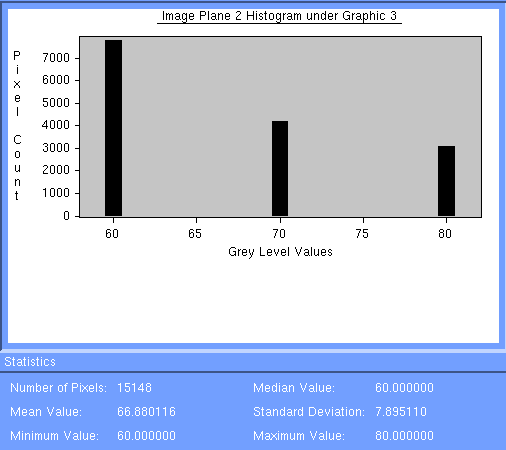 Image Plane 2 Histogram under Graphic 3
Pixel Count
7000
6000
5000
4000
3000
2000
1000
0
60 65 70 75 80
Grey Level Values
Statistics
Number of Pixels: 15148 Median Value: 60.000000
Mean Value: 66.880116 Standard Deviation: 7.895110
Minimum Value: 60.000000 Maximum Value: 80.000000